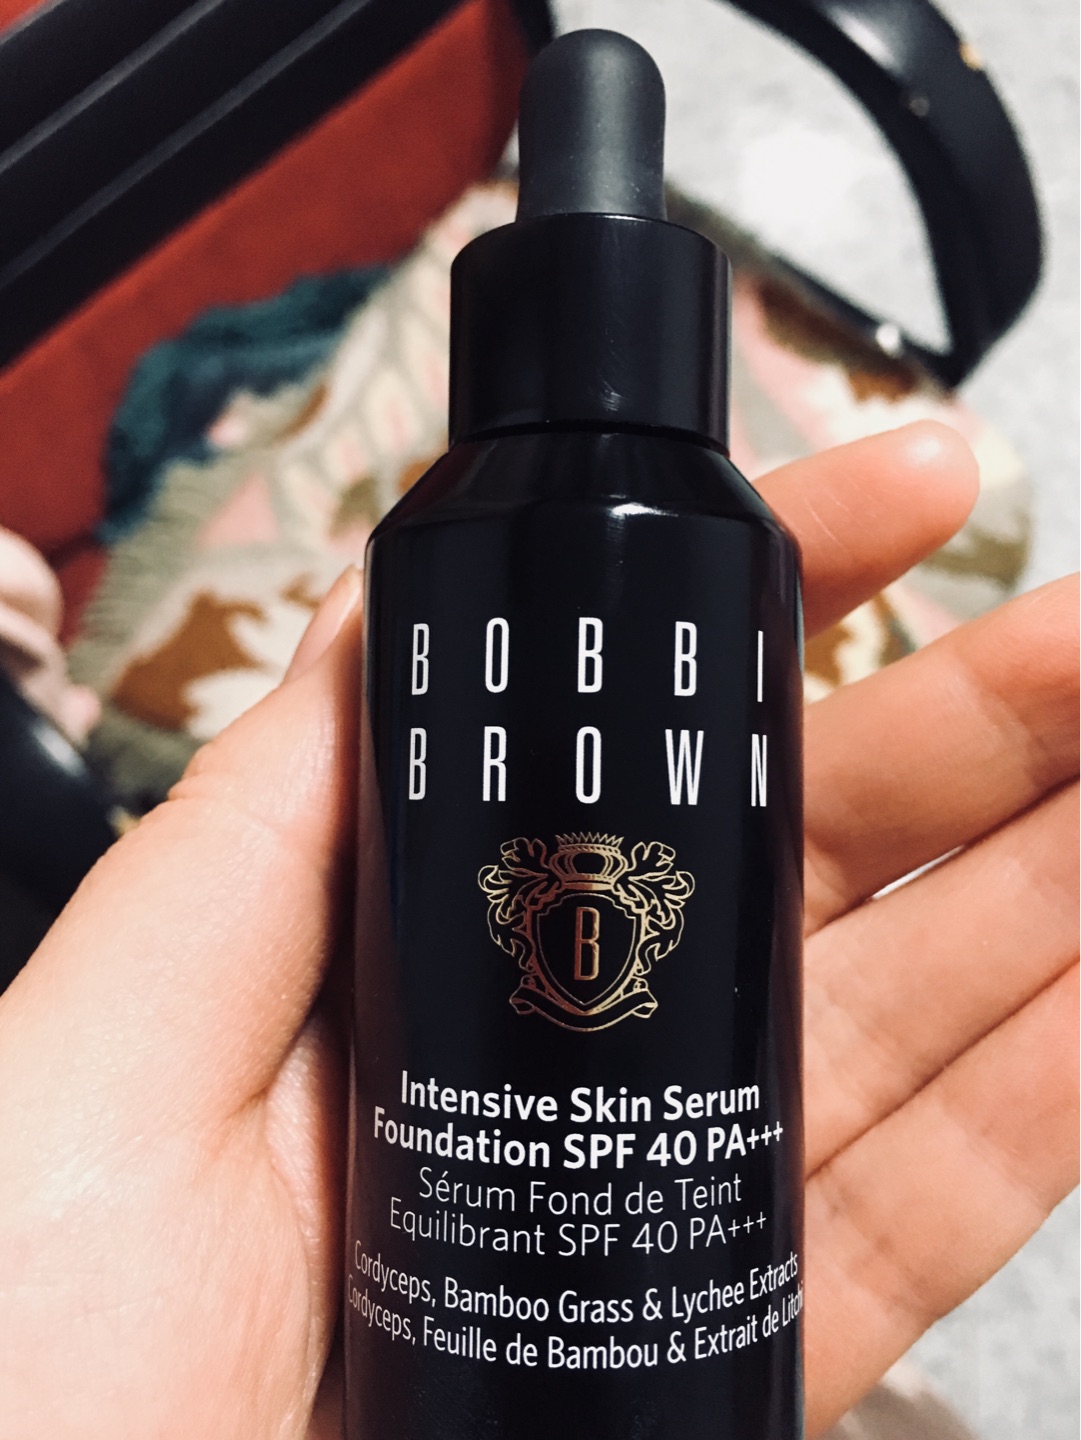 BOBBI
BROWN
B
Intensive Skin Serum
Foundation SPF 40 PA+++
Sérum Fond de Teint
Equilibrant SPF 40 PA+++
Cordyceps, Bamboo Grass & Lychee Extracts
Cordyceps, Feuille de Bambou & Extrait de Litchi